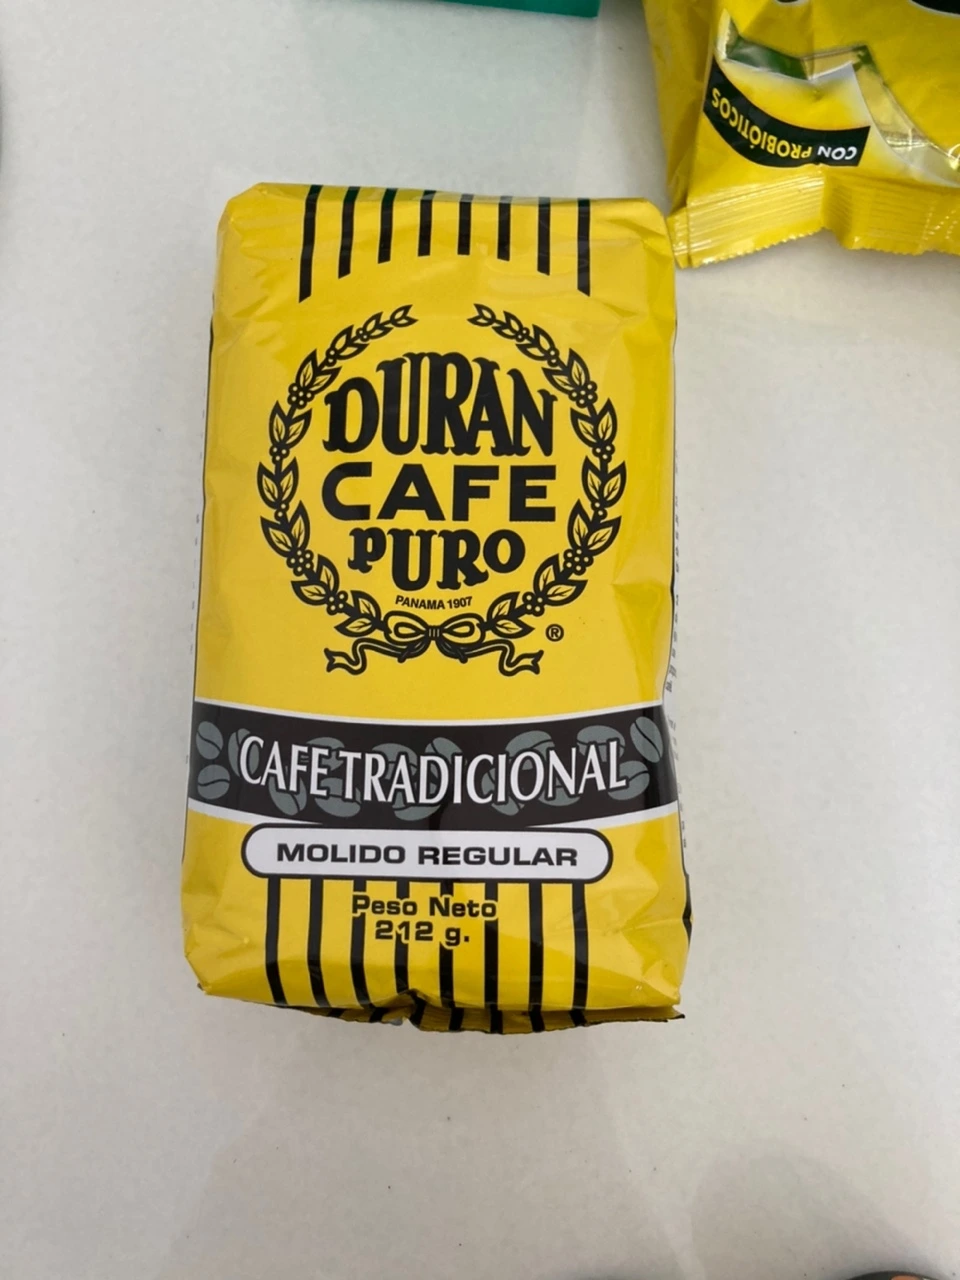 CON PROBIÓTICOS
DURAN
CAFE
PURO
PANAMA 1907
®
CAFE TRADICIONAL
MOLIDO REGULAR
Peso Neto
212 g.